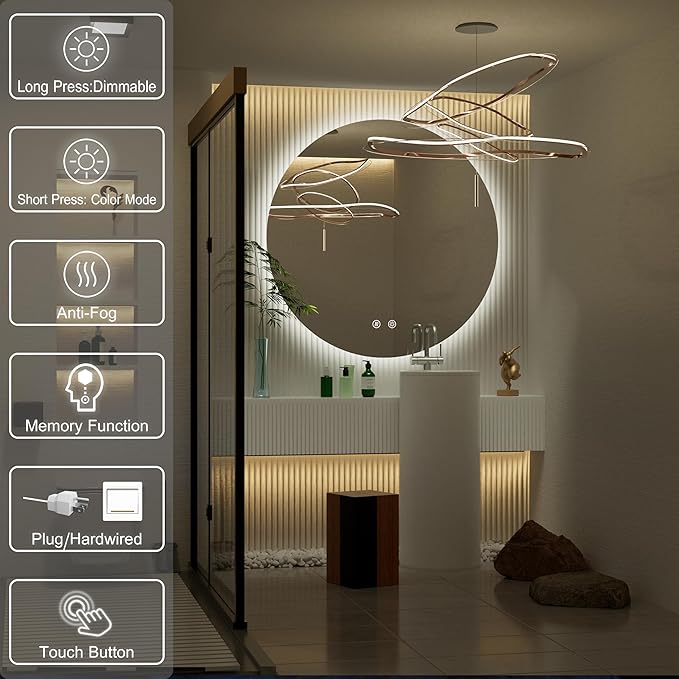 Long Press:Dimmable
Short Press: Color Mode
Anti-Fog
Memory Function
Plug/Hardwired
Touch Button